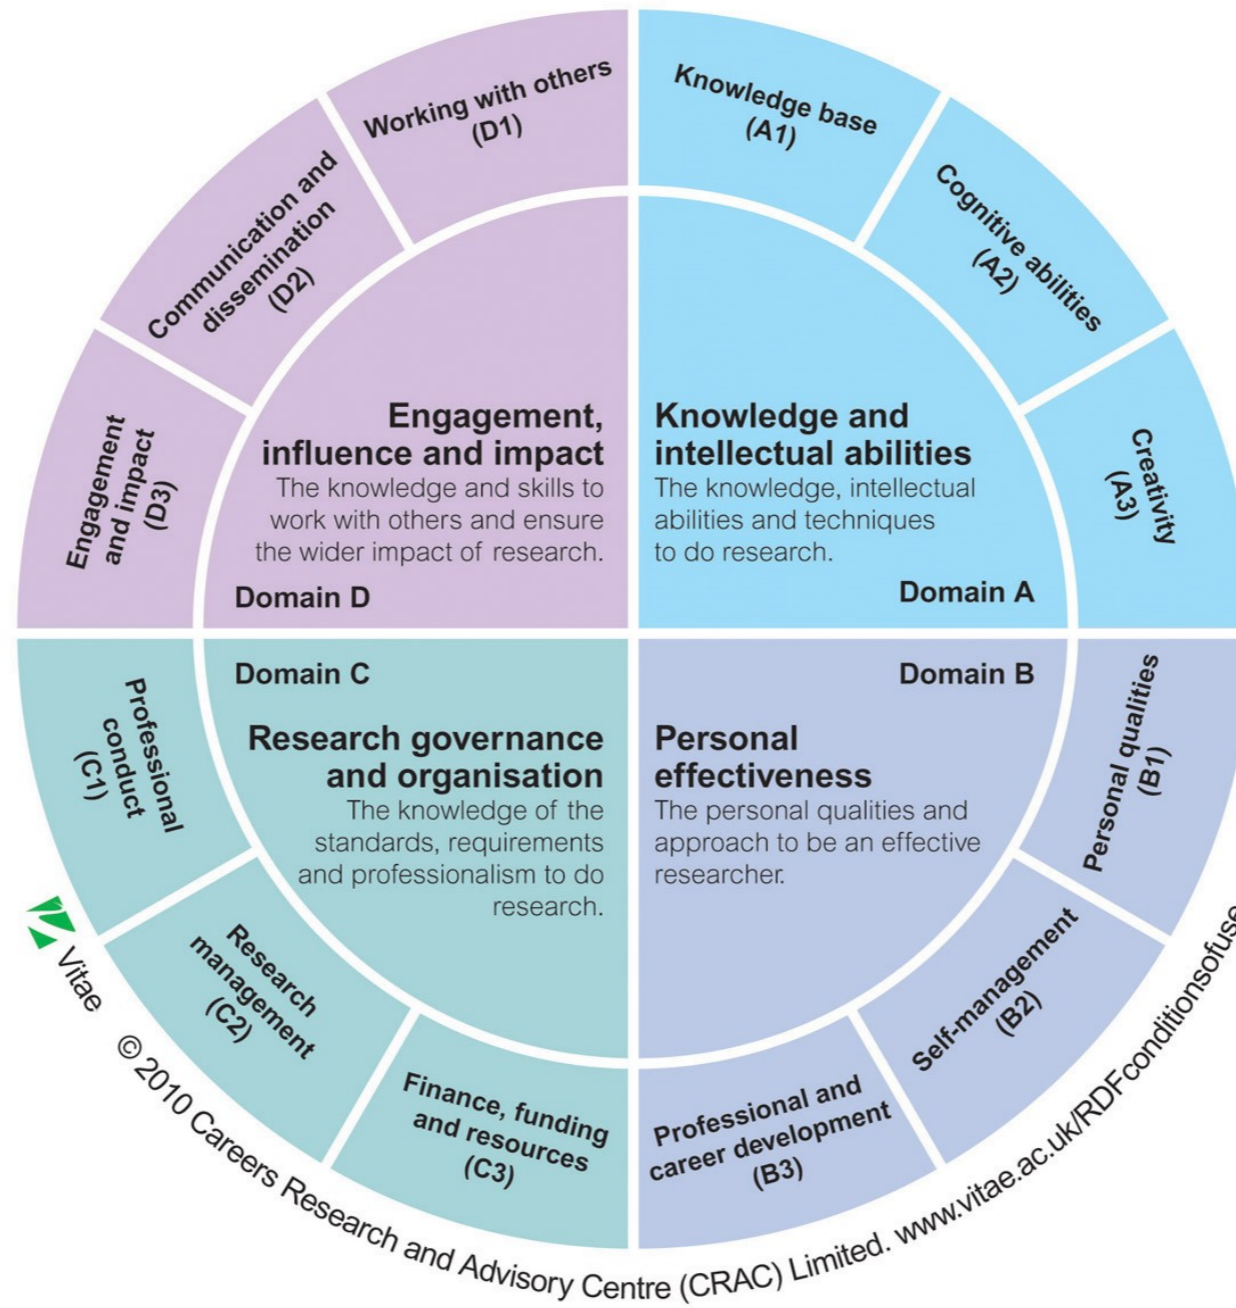 Knowledge base
(A1)
Cognitive abilities
(A2)
Creativity
(A3)
Knowledge and
intellectual abilities
The knowledge, intellectual
abilities and techniques
to do research.
Domain A
Personal qualities
(B1)
Self-management
(B2)
Professional and
career development
(B3)
Domain B
Personal
effectiveness
The personal qualities and
approach to be an effective
researcher.
Professional
conduct
(C1)
Research
management
(C2)
Finance, funding
and resources
(C3)
Domain C
Research governance
and organisation
The knowledge of the
standards, requirements
and professionalism to do
research.
Working with others
(D1)
Communication and
dissemination
(D2)
Engagement
and impact
(D3)
Engagement,
influence and impact
The knowledge and skills to
work with others and ensure
the wider impact of research.
Domain D
Vitae © 2010 Careers Research and Advisory Centre (CRAC) Limited. www.vitae.ac.uk/RDFconditionsofuse